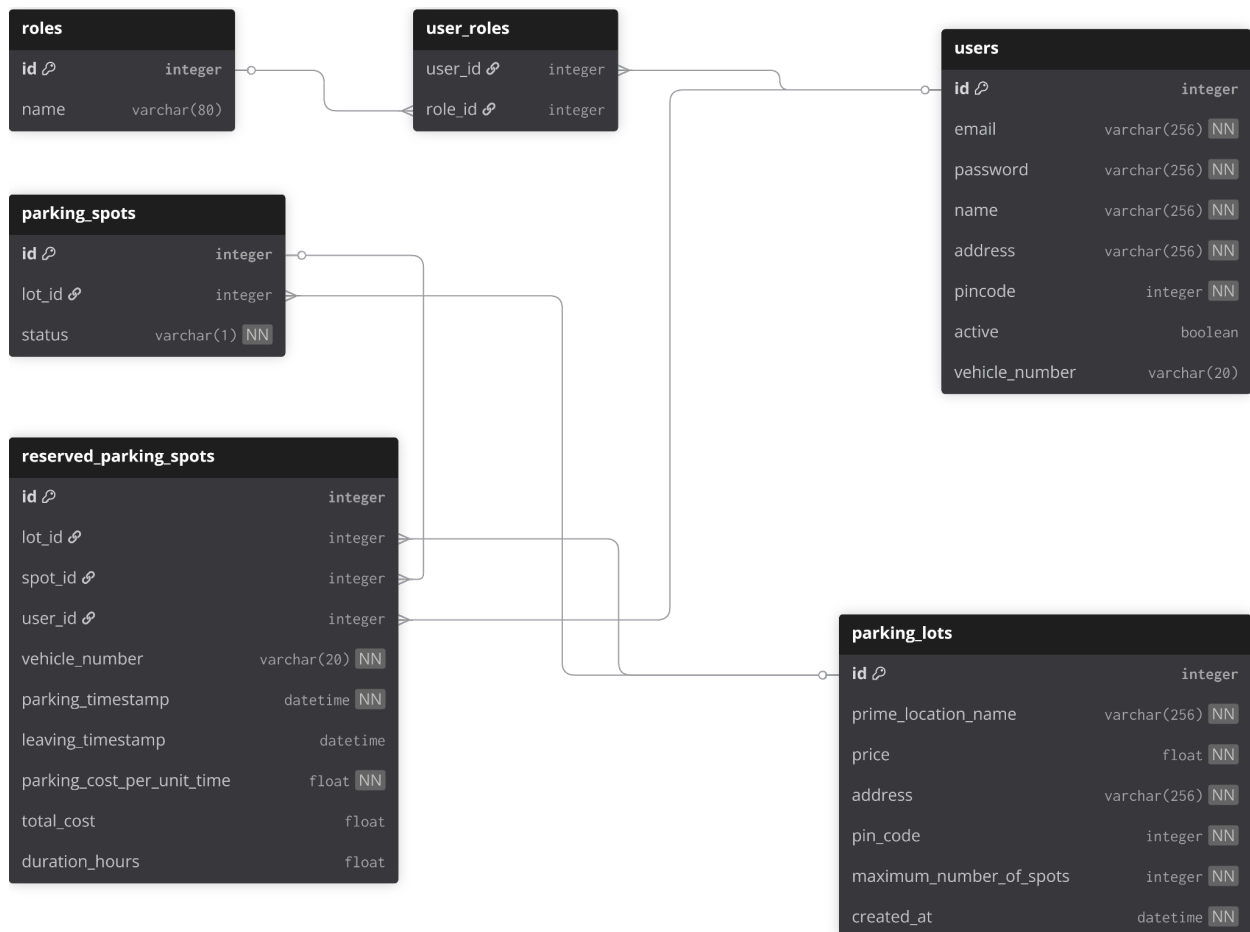 roles
id integer
name varchar(80)
user_roles
user_id integer
role_id integer
users
id integer
email varchar(256) NN
password varchar(256) NN
name varchar(256) NN
address varchar(256) NN
pincode integer NN
active boolean
vehicle_number varchar(20)
parking_spots
id integer
lot_id integer
status varchar(1) NN
reserved_parking_spots
id integer
lot_id integer
spot_id integer
user_id integer
vehicle_number varchar(20) NN
parking_timestamp datetime NN
leaving_timestamp datetime
parking_cost_per_unit_time float NN
total_cost float
duration_hours float
parking_lots
id integer
prime_location_name varchar(256) NN
price float NN
address varchar(256) NN
pin_code integer NN
maximum_number_of_spots integer NN
created_at datetime NN